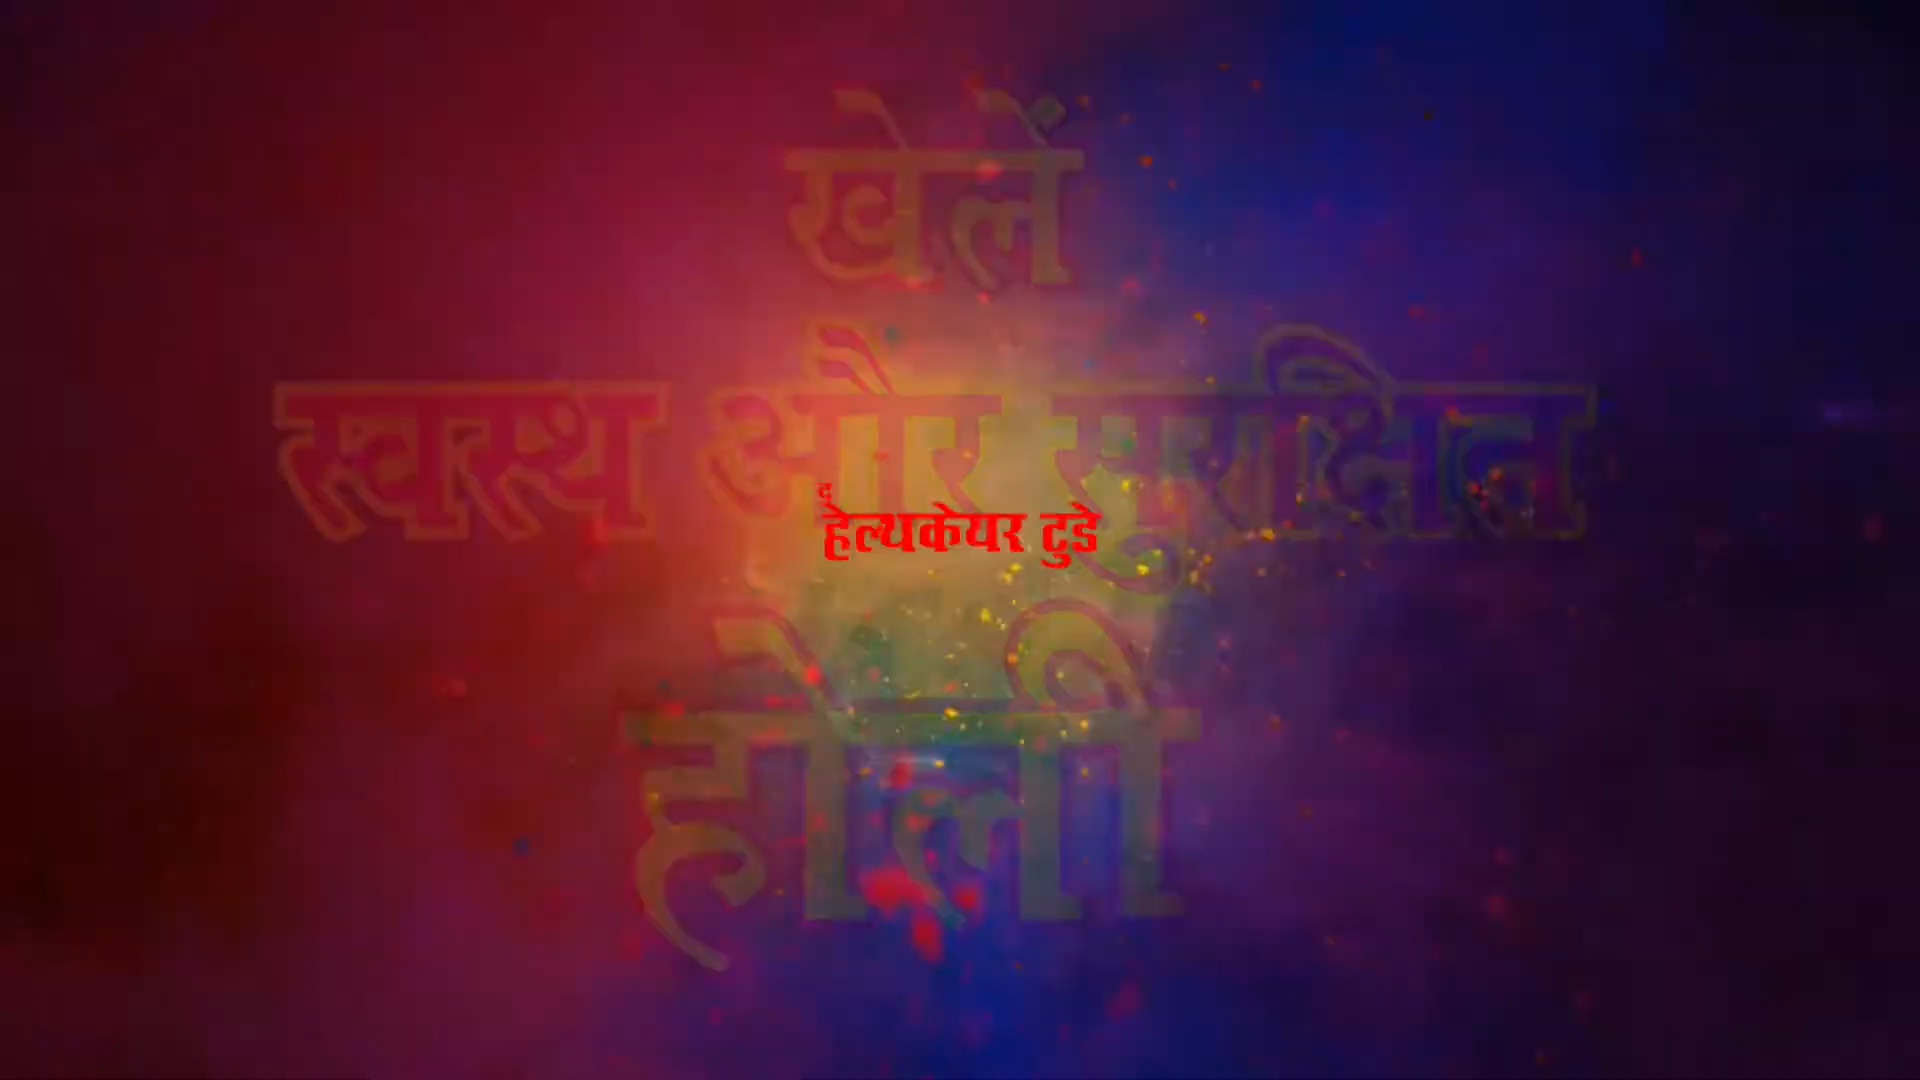 खेलें
स्वस्थ और सुरक्षित
द
हेल्थकेयर टुडे
होली